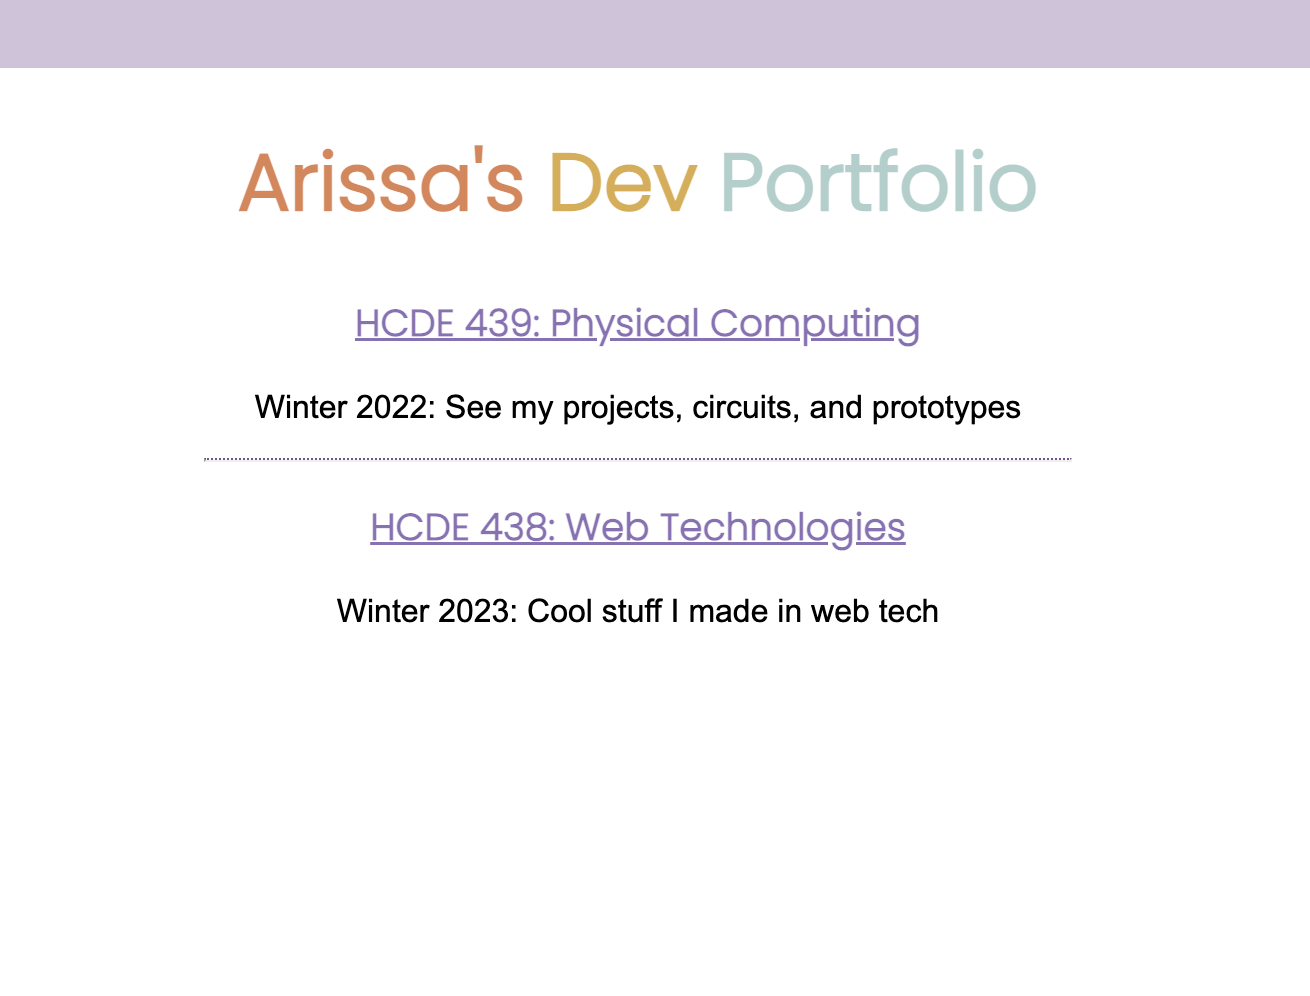 Arissa's Dev Portfolio
HCDE 439: Physical Computing
Winter 2022: See my projects, circuits, and prototypes
HCDE 438: Web Technologies
Winter 2023: Cool stuff I made in web tech